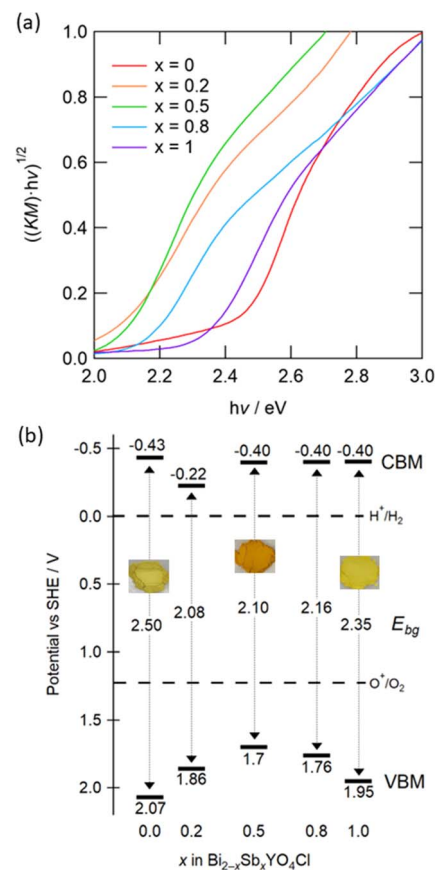 (a)
1.0
0.8
0.6
0.4
0.2
0.0
((KM)·hν)^1/2
x = 0
x = 0.2
x = 0.5
x = 0.8
x = 1
2.0 2.2 2.4 2.6 2.8 3.0
hν / eV
(b)
-0.5
0.0
0.5
1.0
1.5
2.0
Potential vs SHE / V
-0.43 -0.22 -0.40 -0.40 -0.40 CBM
H⁺/H₂
2.50 2.08 2.10 2.16 2.35 E_bg
O⁺/O₂
2.07 1.86 1.7 1.76 1.95 VBM
0.0 0.2 0.5 0.8 1.0
x in Bi₂₋ₓSbₓYO₄Cl